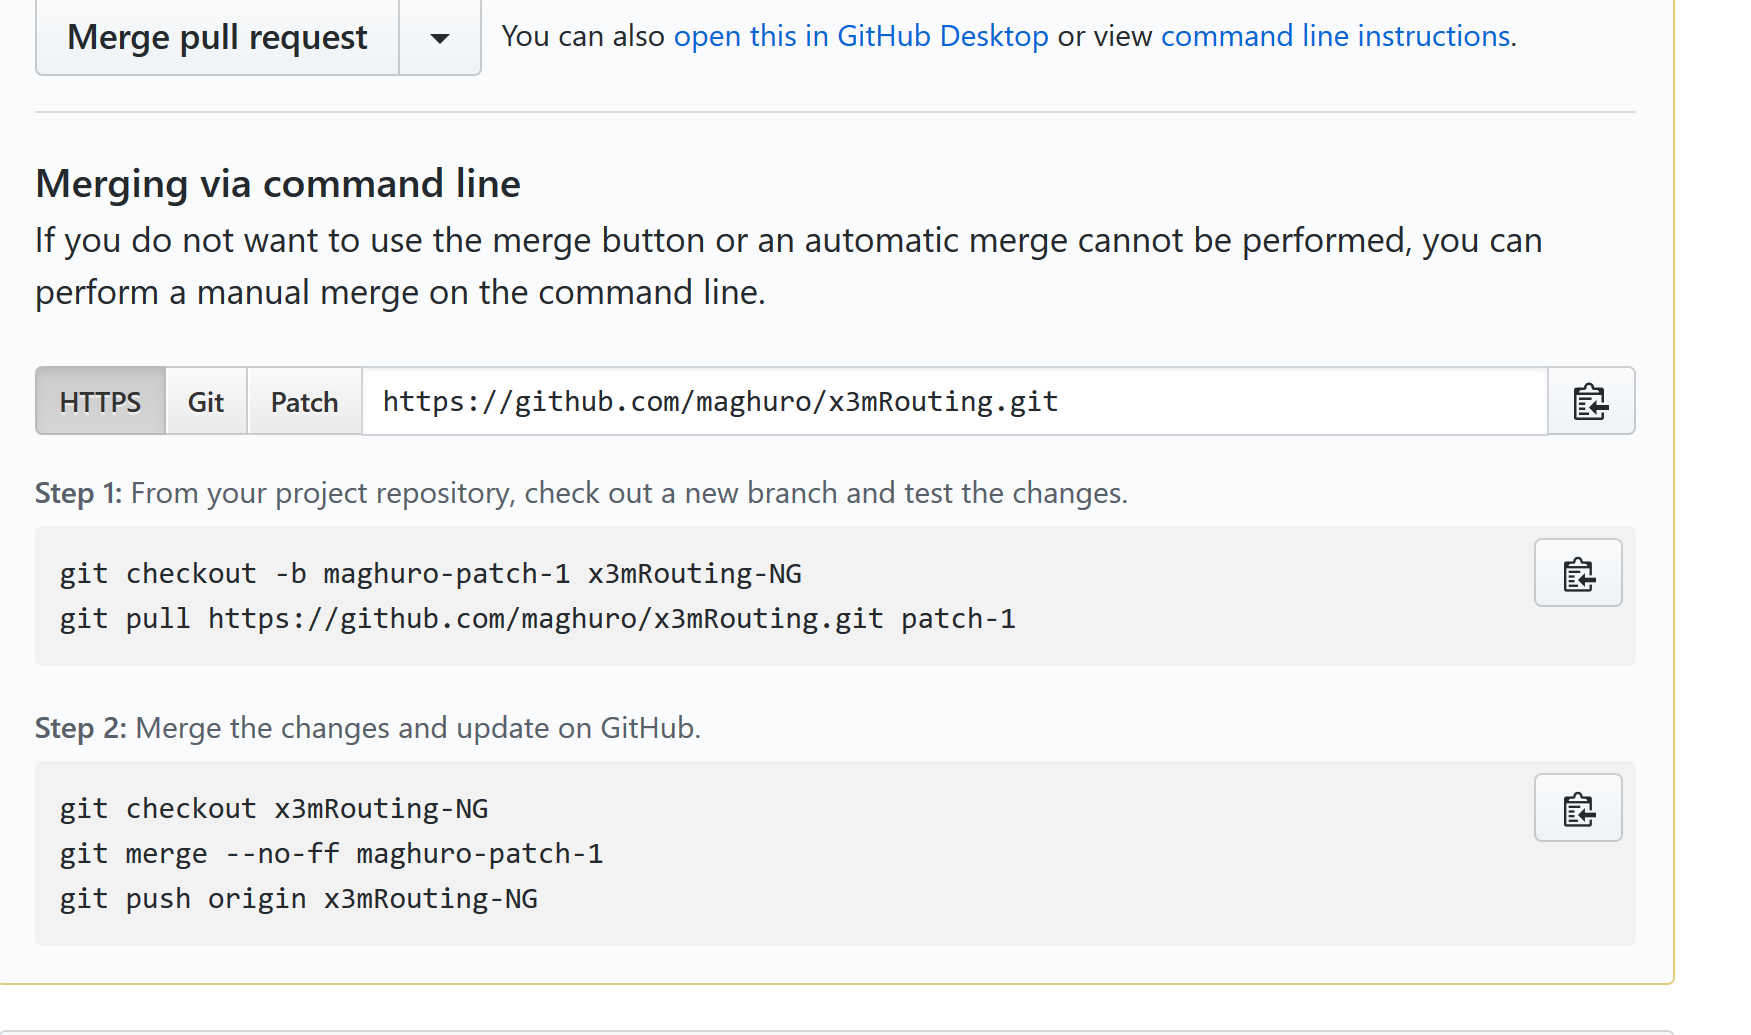 Merge pull request
You can also open this in GitHub Desktop or view command line instructions.
Merging via command line
If you do not want to use the merge button or an automatic merge cannot be performed, you can
perform a manual merge on the command line.
HTTPS Git Patch https://github.com/maghuro/x3mRouting.git
Step 1: From your project repository, check out a new branch and test the changes.
git checkout -b maghuro-patch-1 x3mRouting-NG
git pull https://github.com/maghuro/x3mRouting.git patch-1
Step 2: Merge the changes and update on GitHub.
git checkout x3mRouting-NG
git merge --no-ff maghuro-patch-1
git push origin x3mRouting-NG